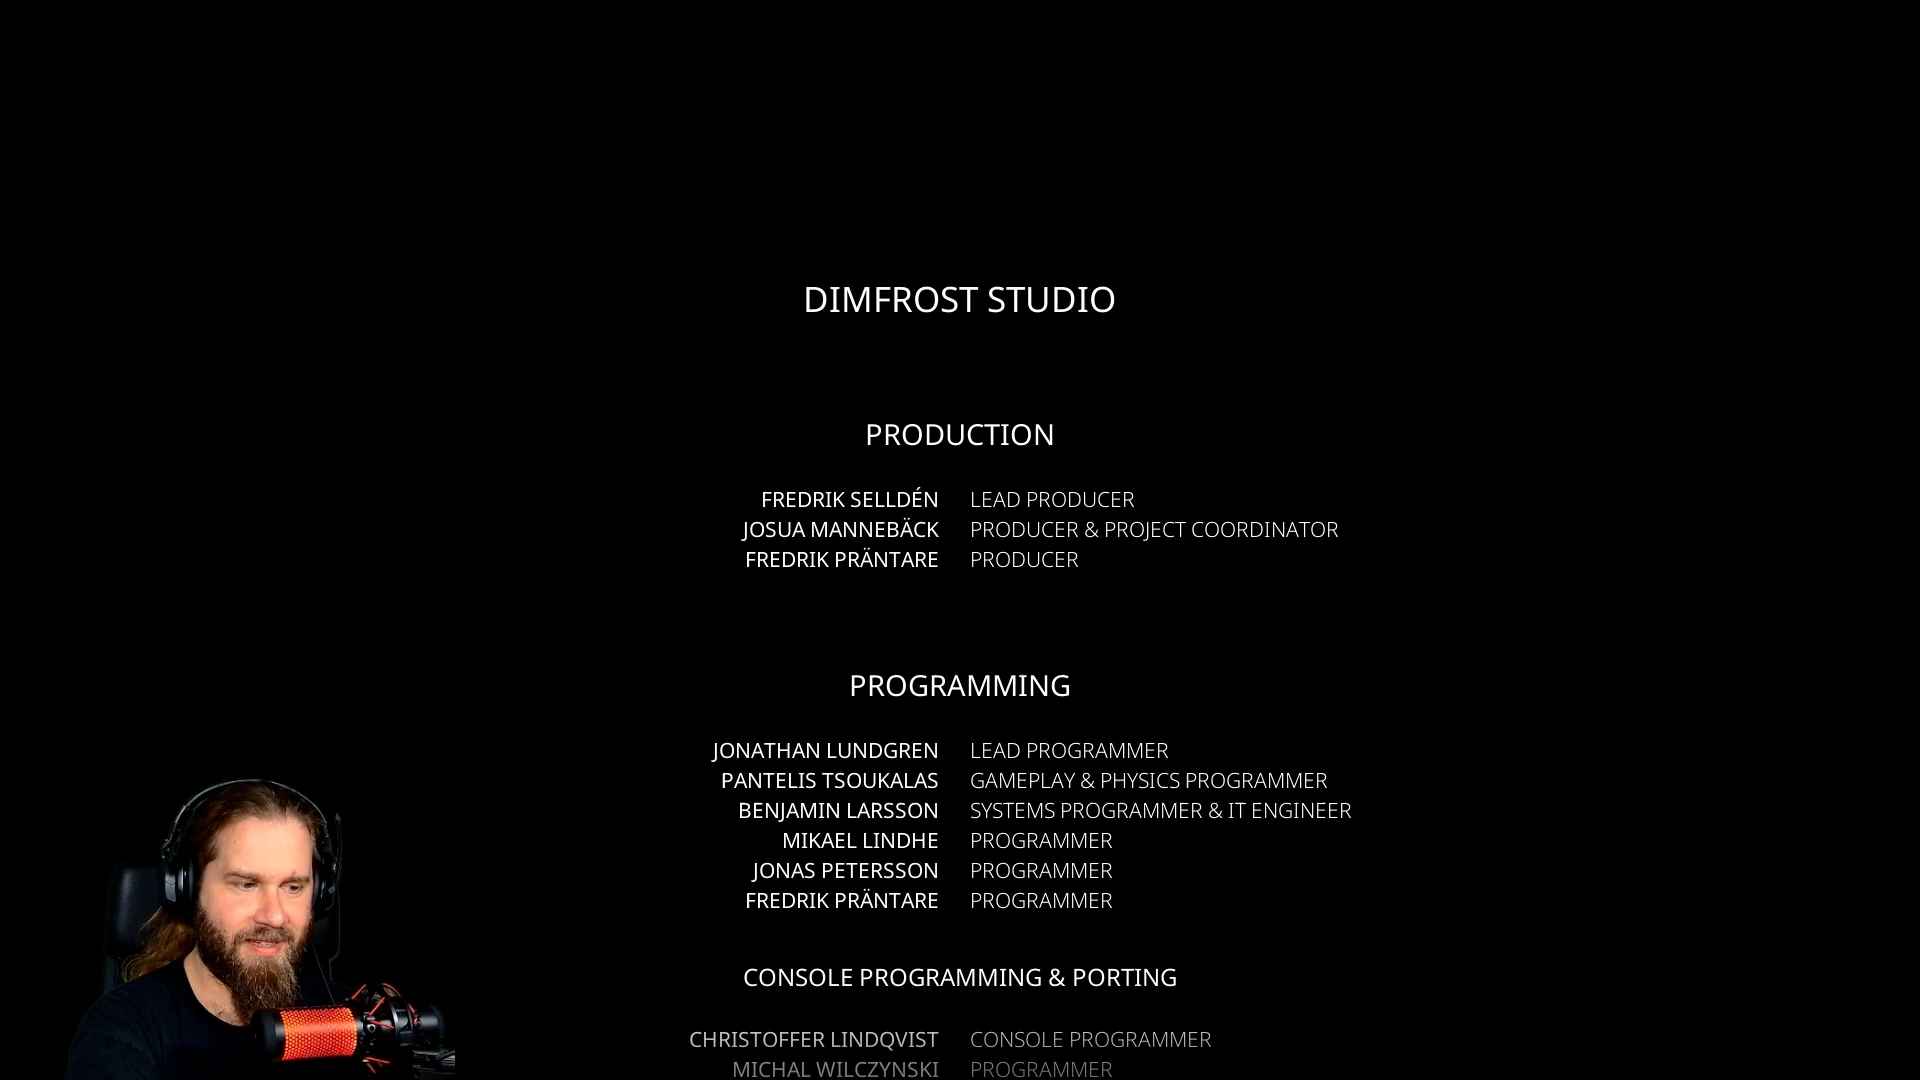 DIMFROST STUDIO
PRODUCTION
FREDRIK SELLDÉN LEAD PRODUCER
JOSUA MANNEBÄCK PRODUCER & PROJECT COORDINATOR
FREDRIK PRÄNTARE PRODUCER
PROGRAMMING
JONATHAN LUNDGREN LEAD PROGRAMMER
PANTELIS TSOUKALAS GAMEPLAY & PHYSICS PROGRAMMER
BENJAMIN LARSSON SYSTEMS PROGRAMMER & IT ENGINEER
MIKAEL LINDHE PROGRAMMER
JONAS PETERSSON PROGRAMMER
FREDRIK PRÄNTARE PROGRAMMER
CONSOLE PROGRAMMING & PORTING
CHRISTOFFER LINDQVIST CONSOLE PROGRAMMER
MICHAL WILCZYNSKI PROGRAMMER